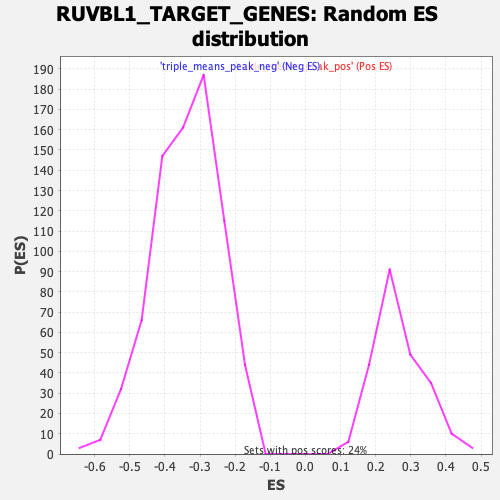 RUVBL1_TARGET_GENES: Random ES
distribution
'triple_means_peak_neg' (Neg ES) ak_pos' (Pos ES)
190
180
170
160
150
140
130
120
110
100
90
80
70
60
50
40
30
20
10
0
P(ES)
Sets with pos scores: 24%
-0.6 -0.5 -0.4 -0.3 -0.2 -0.1 0.0 0.1 0.2 0.3 0.4 0.5
ES